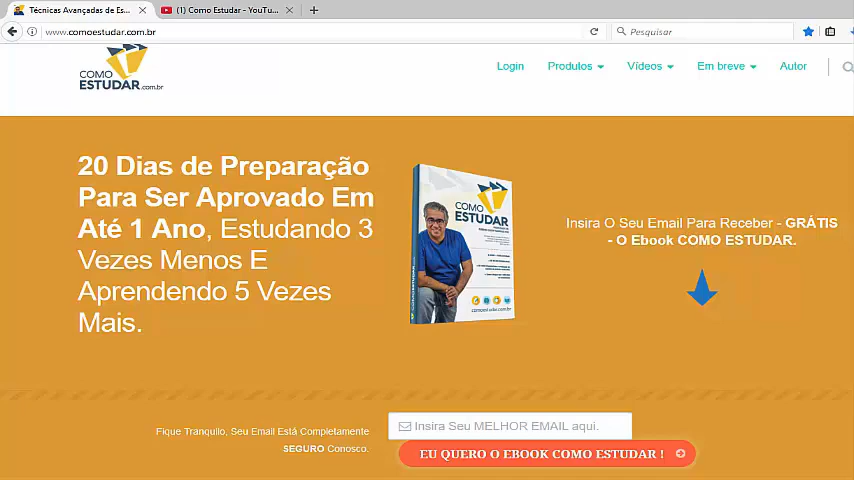 Técnicas Avançadas de Es...
(1) Como Estudar - YouTu...
www.comoestudar.com.br
Pesquisar
COMO
ESTUDAR.com.br
Login
Produtos
Vídeos
Em breve
Autor
20 Dias de Preparação
Para Ser Aprovado Em
Até 1 Ano, Estudando 3
Vezes Menos E
Aprendendo 5 Vezes
Mais.
COMO
ESTUDAR
comoestudar.com.br
Insira O Seu Email Para Receber - GRÁTIS
- O Ebook COMO ESTUDAR.
Fique Tranquilo, Seu Email Está Completamente
SEGURO Conosco.
Insira Seu MELHOR EMAIL aqui.
EU QUERO O EBOOK COMO ESTUDAR !